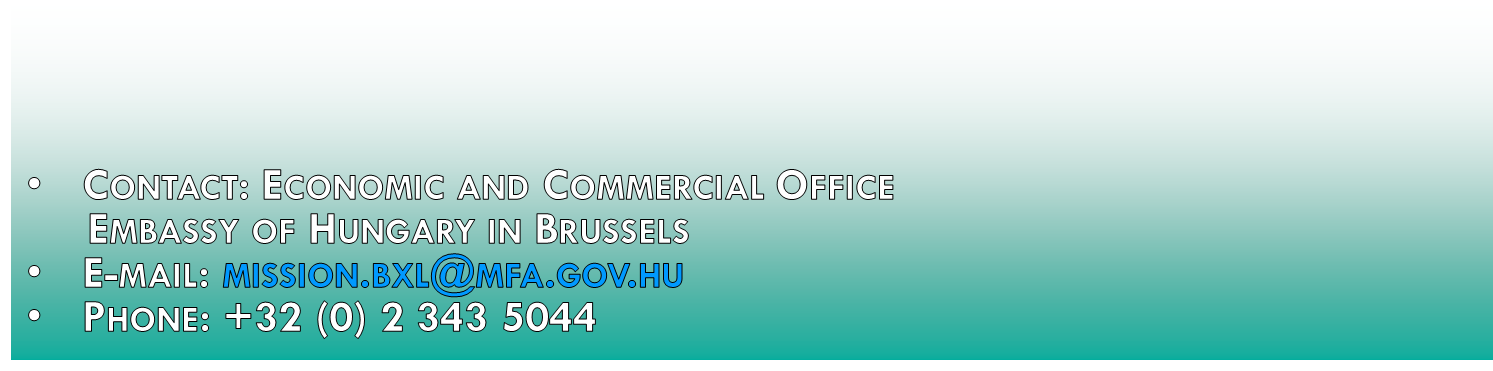 • Contact: Economic and Commercial Office
Embassy of Hungary in Brussels
• E-mail: mission.bxl@mfa.gov.hu
• Phone: +32 (0) 2 343 5044